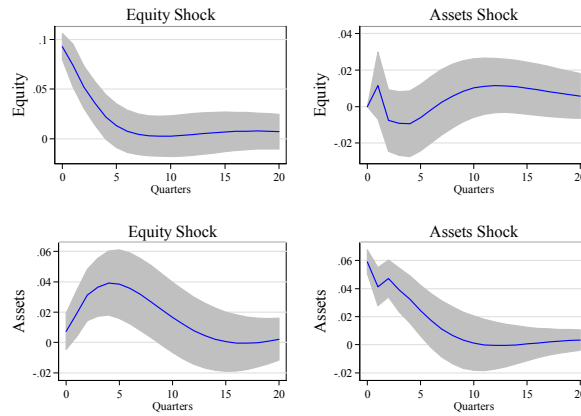 Equity Shock
Equity
.1
.05
0
0 5 10 15 20
Quarters
Assets Shock
Equity
.04
.02
0
-.02
0 5 10 15 20
Quarters
Equity Shock
Assets
.06
.04
.02
0
-.02
0 5 10 15 20
Quarters
Assets Shock
Assets
.06
.04
.02
0
-.02
0 5 10 15 20
Quarters